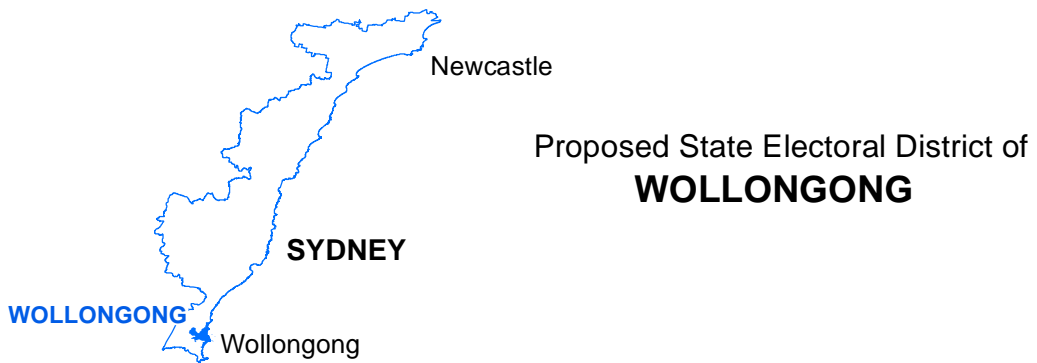 Newcastle
Proposed State Electoral District of
WOLLONGONG
SYDNEY
WOLLONGONG
Wollongong